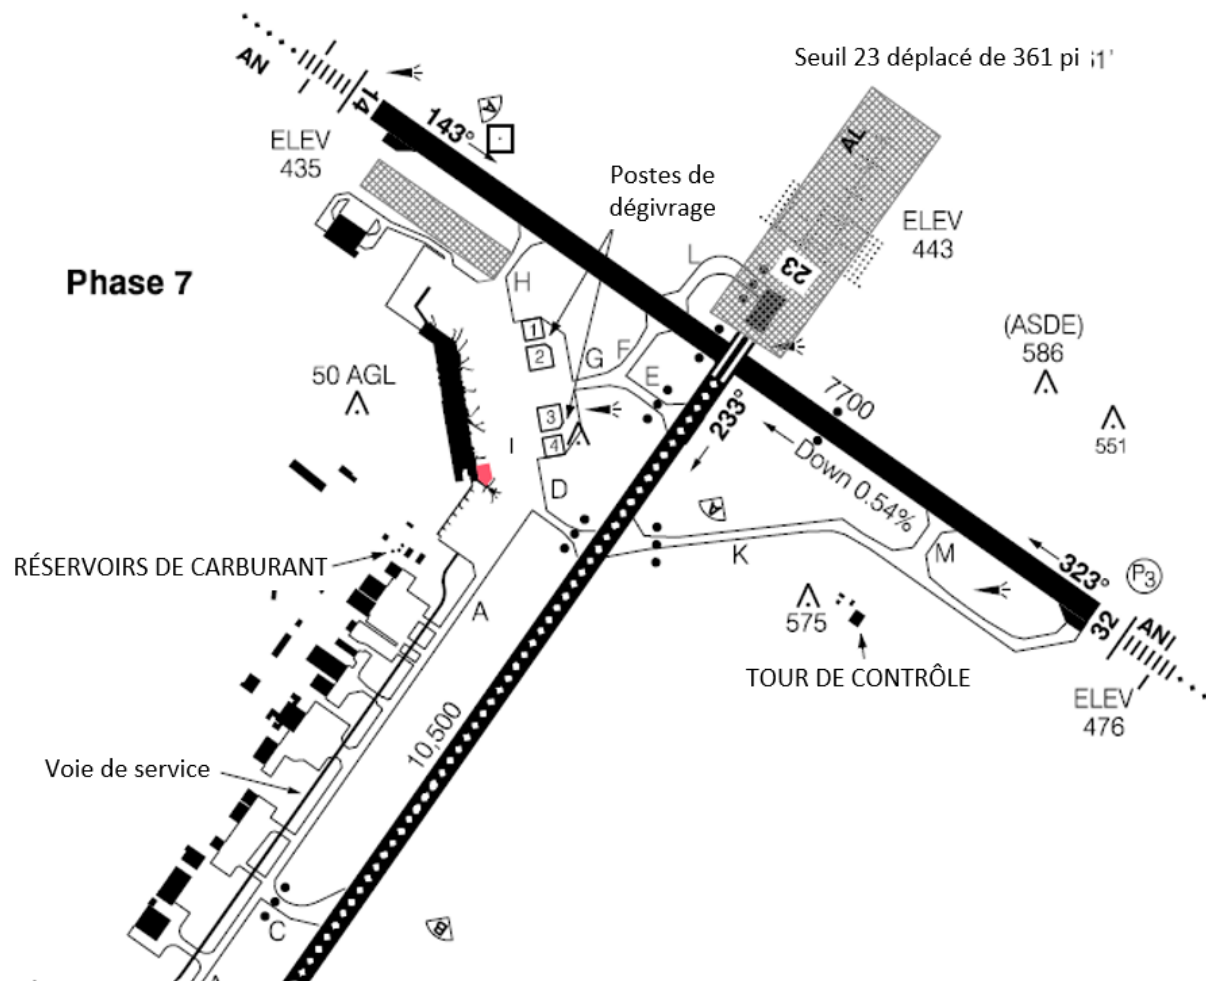 Seuil 23 déplacé de 361 pi 61'
AN
14
143°
A
ELEV
435
Postes de
dégivrage
AL
ELEV
443
Phase 7
H
L
23
1
2
G
F
E
(ASDE)
586
50 AGL
3
4
233°
7700
551
I
D
A
Down 0.54%
RÉSERVOIRS DE CARBURANT
K
M
323°
P3
A
575
32
ANI
TOUR DE CONTRÔLE
ELEV
476
10,500
Voie de service
C
B
A